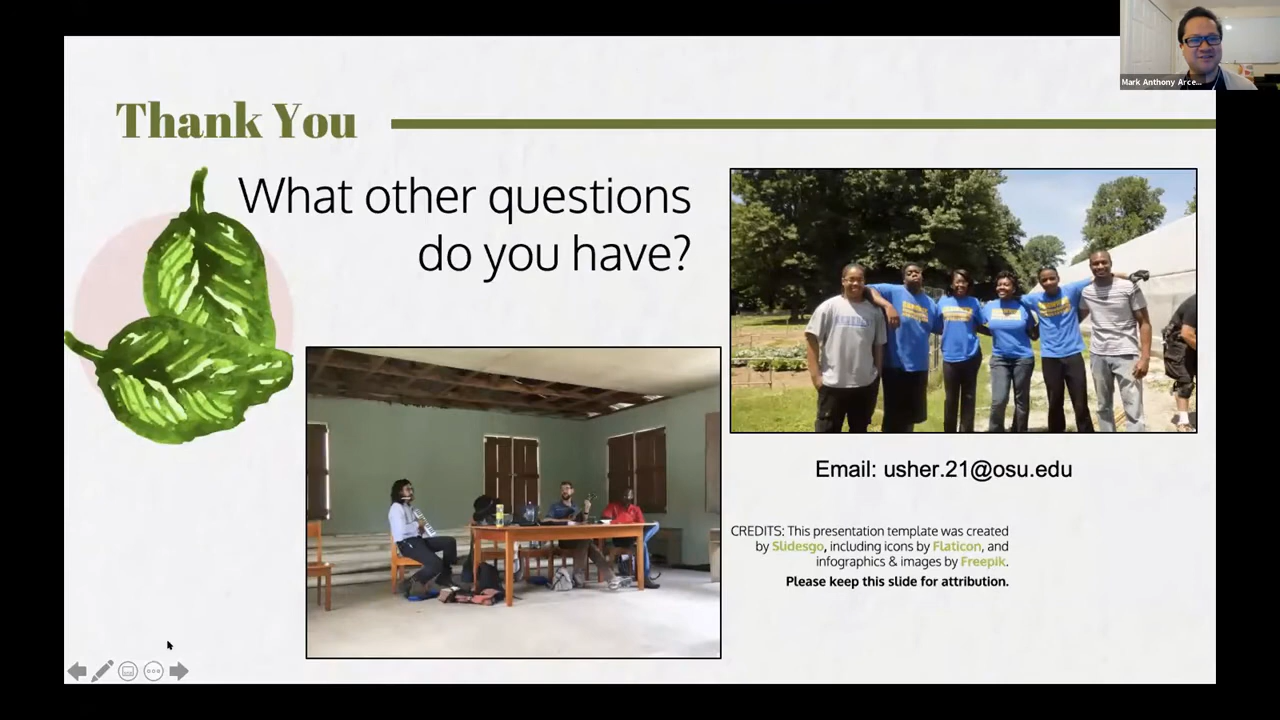 Mark Anthony Arce...
Thank You
What other questions
do you have?
Email: usher.21@osu.edu
CREDITS: This presentation template was created
by Slidesgo, including icons by Flaticon, and
infographics & images by Freepik.
Please keep this slide for attribution.